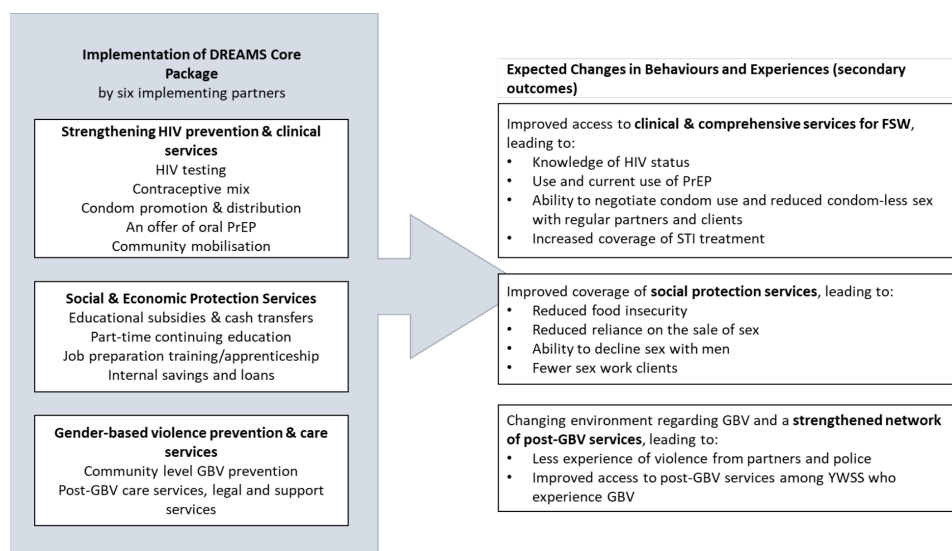 Implementation of DREAMS Core
Package
by six implementing partners
Strengthening HIV prevention & clinical
services
HIV testing
Contraceptive mix
Condom promotion & distribution
An offer of oral PrEP
Community mobilisation
Social & Economic Protection Services
Educational subsidies & cash transfers
Part-time continuing education
Job preparation training/apprenticeship
Internal savings and loans
Gender-based violence prevention & care
services
Community level GBV prevention
Post-GBV care services, legal and support
services
Expected Changes in Behaviours and Experiences (secondary
outcomes)
Improved access to clinical & comprehensive services for FSW,
leading to:
• Knowledge of HIV status
• Use and current use of PrEP
• Ability to negotiate condom use and reduced condom-less sex
with regular partners and clients
• Increased coverage of STI treatment
Improved coverage of social protection services, leading to:
• Reduced food insecurity
• Reduced reliance on the sale of sex
• Ability to decline sex with men
• Fewer sex work clients
Changing environment regarding GBV and a strengthened network
of post-GBV services, leading to:
• Less experience of violence from partners and police
• Improved access to post-GBV services among YWSS who
experience GBV